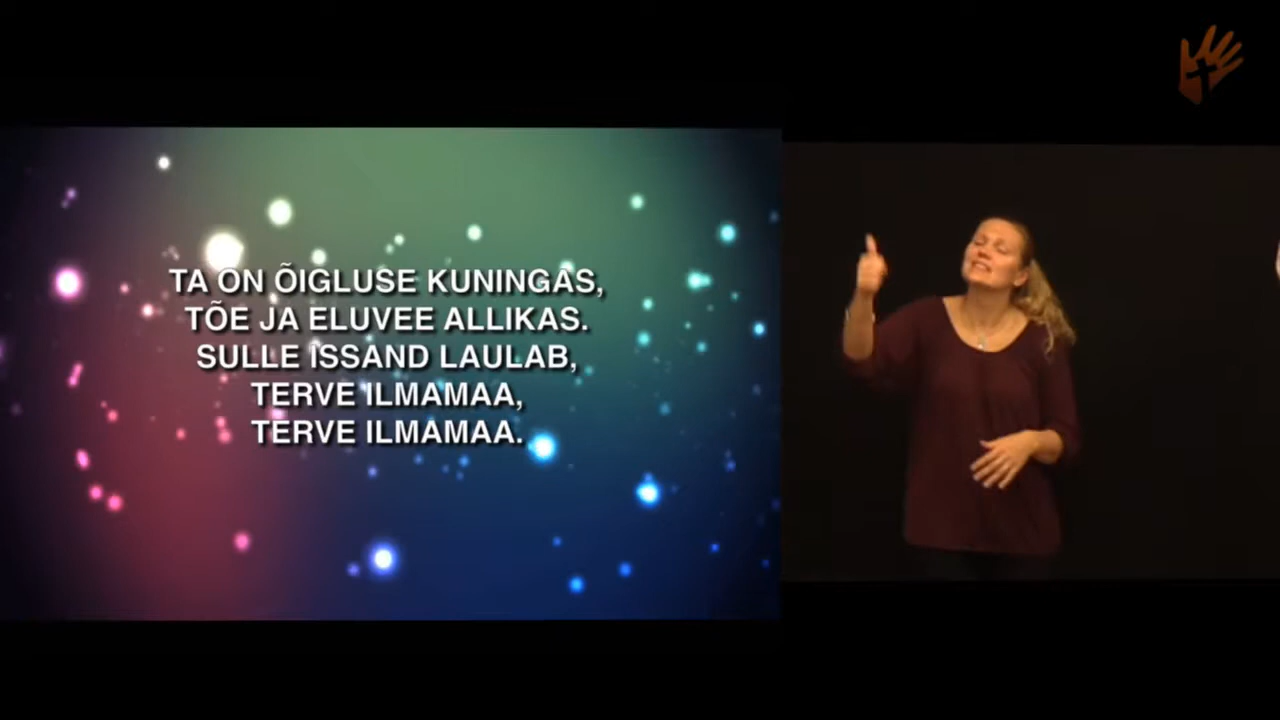 TA ON ÕIGLUSE KUNINGAS,
TÕE JA ELUVEE ALLIKAS.
SULLE ISSAND LAULAB,
TERVE ILMAMAA,
TERVE ILMAMAA.